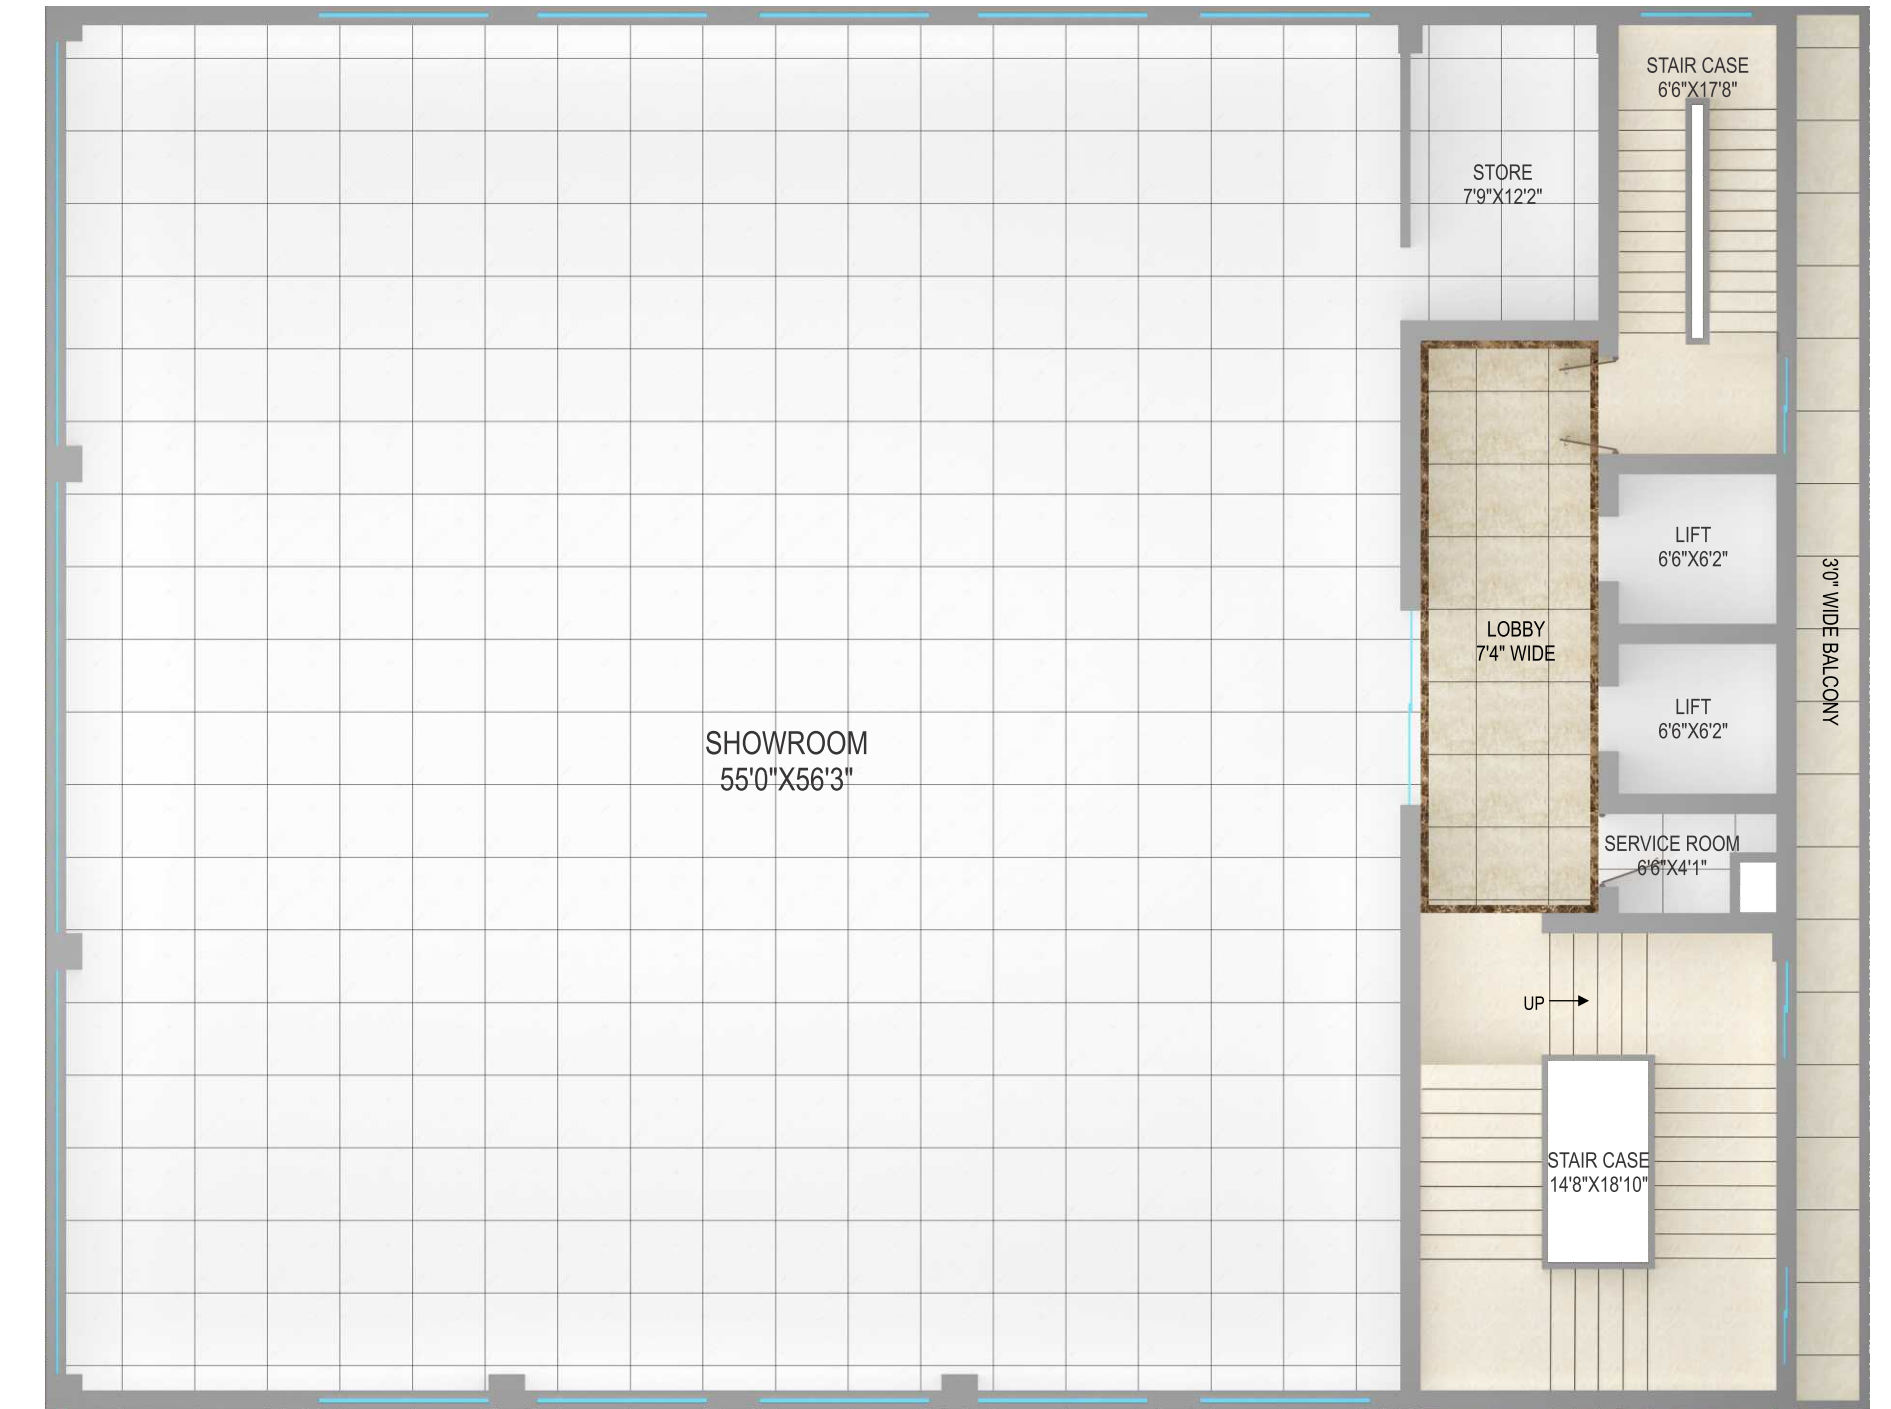 STAIR CASE
6'6"X17'8"
STORE
7'9"X12'2"
LIFT
6'6"X6'2"
LOBBY
7'4" WIDE
3'0" WIDE BALCONY
LIFT
6'6"X6'2"
SHOWROOM
55'0"X56'3"
SERVICE ROOM
6'6"X4'1"
UP
STAIR CASE
14'8"X18'10"